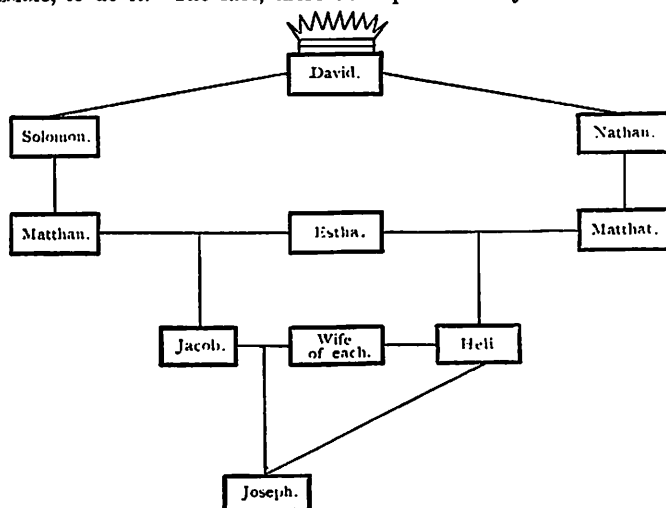 David.
Solomon.
Nathan.
Matthan.
Estha.
Matthat.
Jacob.
Wife
of each.
Heli
Joseph.